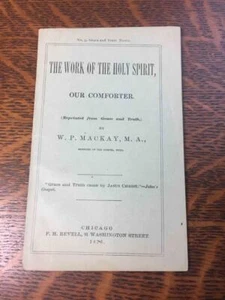 THE WORK OF THE HOLY SPIRIT,
OUR COMFORTER.
(Reprinted from Grace and Truth.)
BY
W. P. MACKAY, M. A.,
"Grace and Truth came by JESUS CHRIST."—John's
Gospel.
CHICAGO
F. H. REVELL, WASHINGTON STREET